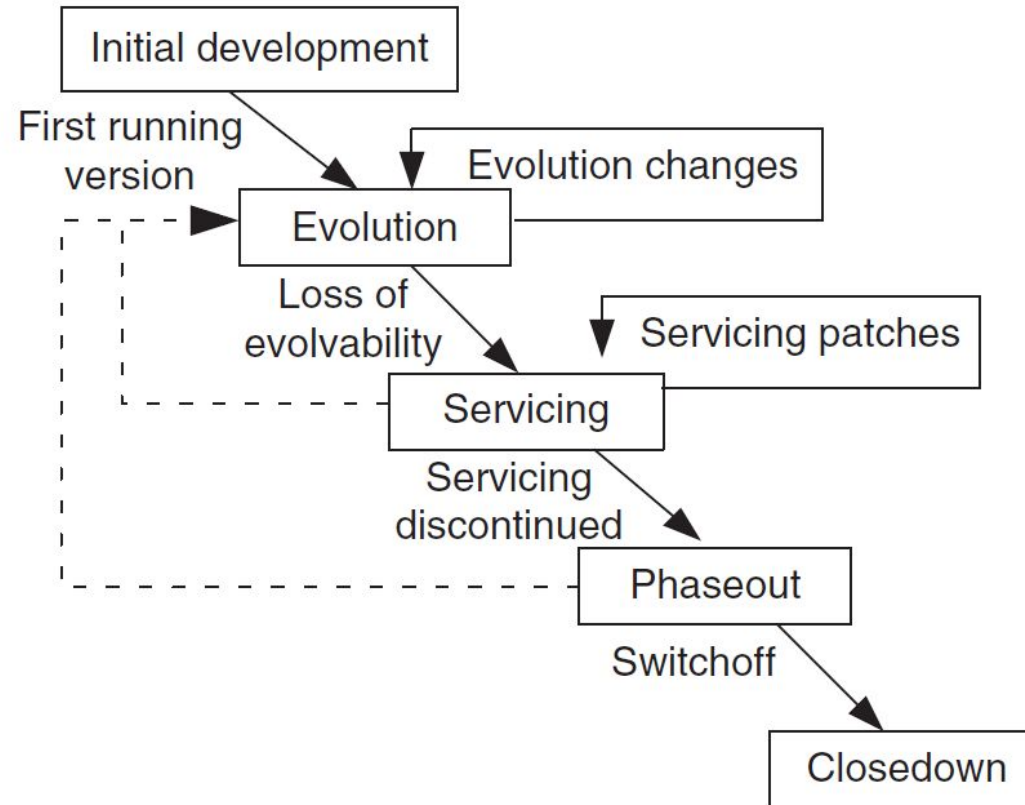 Initial development
First running
version
Evolution changes
Evolution
Loss of
evolvability
Servicing patches
Servicing
Servicing
discontinued
Phaseout
Switchoff
Closedown